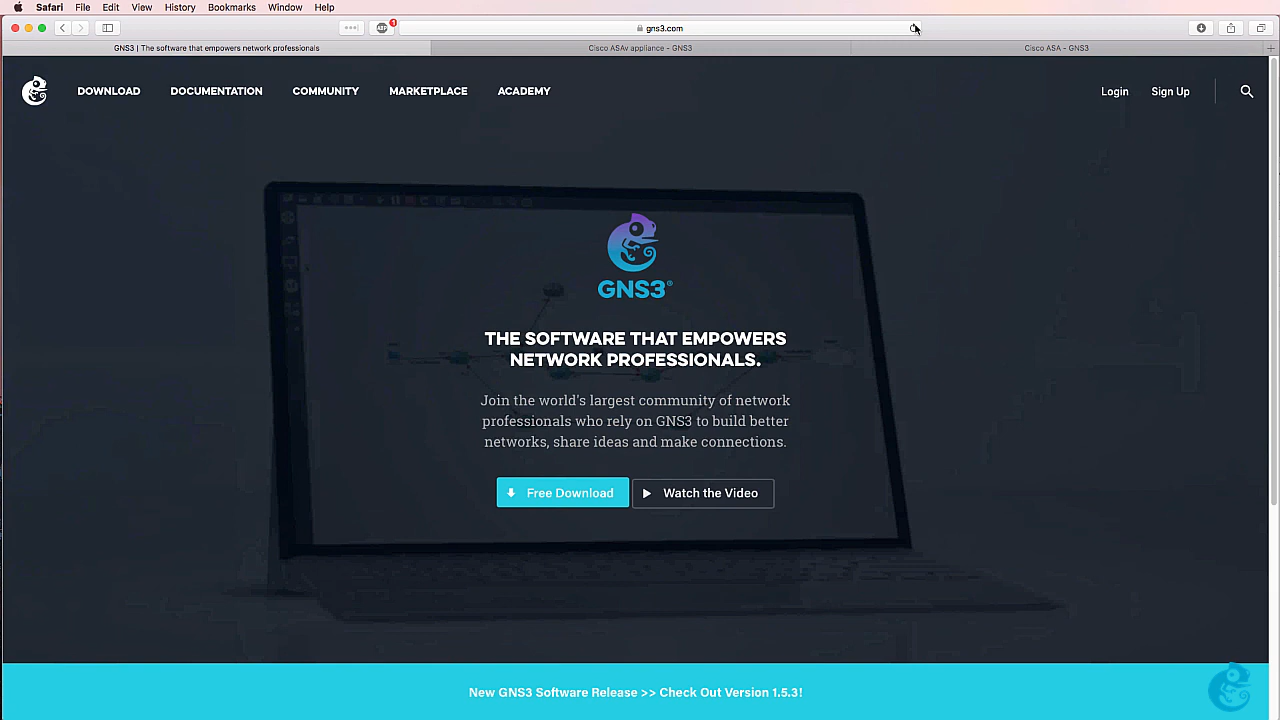 Safari File Edit View History Bookmarks Window Help
1
gns3.com
GNS3 | The software that empowers network professionals
Cisco ASAv appliance - GNS3
Cisco ASA - GNS3
DOWNLOAD DOCUMENTATION COMMUNITY MARKETPLACE ACADEMY
Login Sign Up
GNS3®
THE SOFTWARE THAT EMPOWERS
NETWORK PROFESSIONALS.
Join the world's largest community of network
professionals who rely on GNS3 to build better
networks, share ideas and make connections.
Free Download
Watch the Video
New GNS3 Software Release >> Check Out Version 1.5.3!